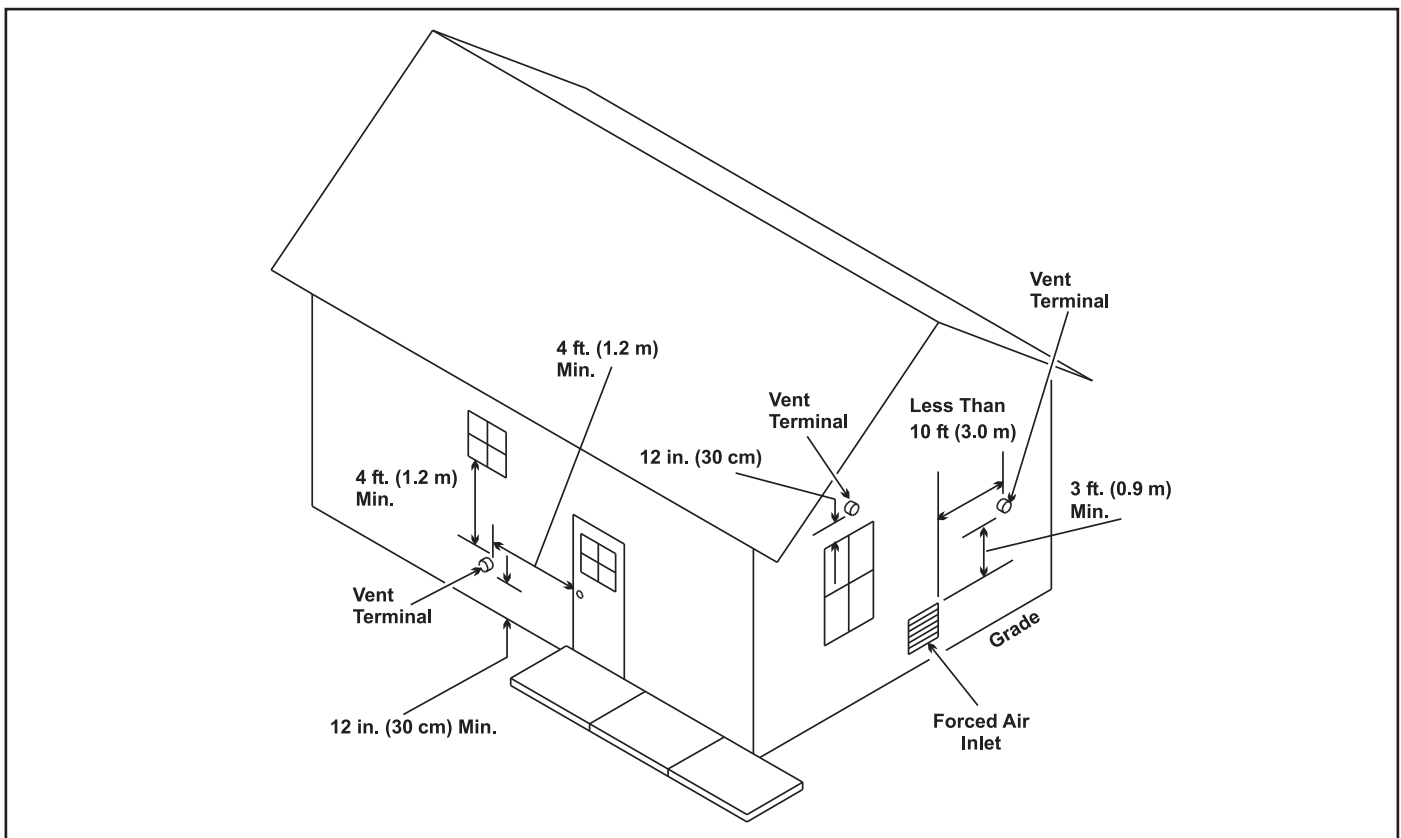 Vent
Terminal
4 ft. (1.2 m)
Min.
Vent
Terminal
Less Than
10 ft (3.0 m)
12 in. (30 cm)
4 ft. (1.2 m)
Min.
3 ft. (0.9 m)
Min.
Vent
Terminal
Grade
12 in. (30 cm) Min.
Forced Air
Inlet